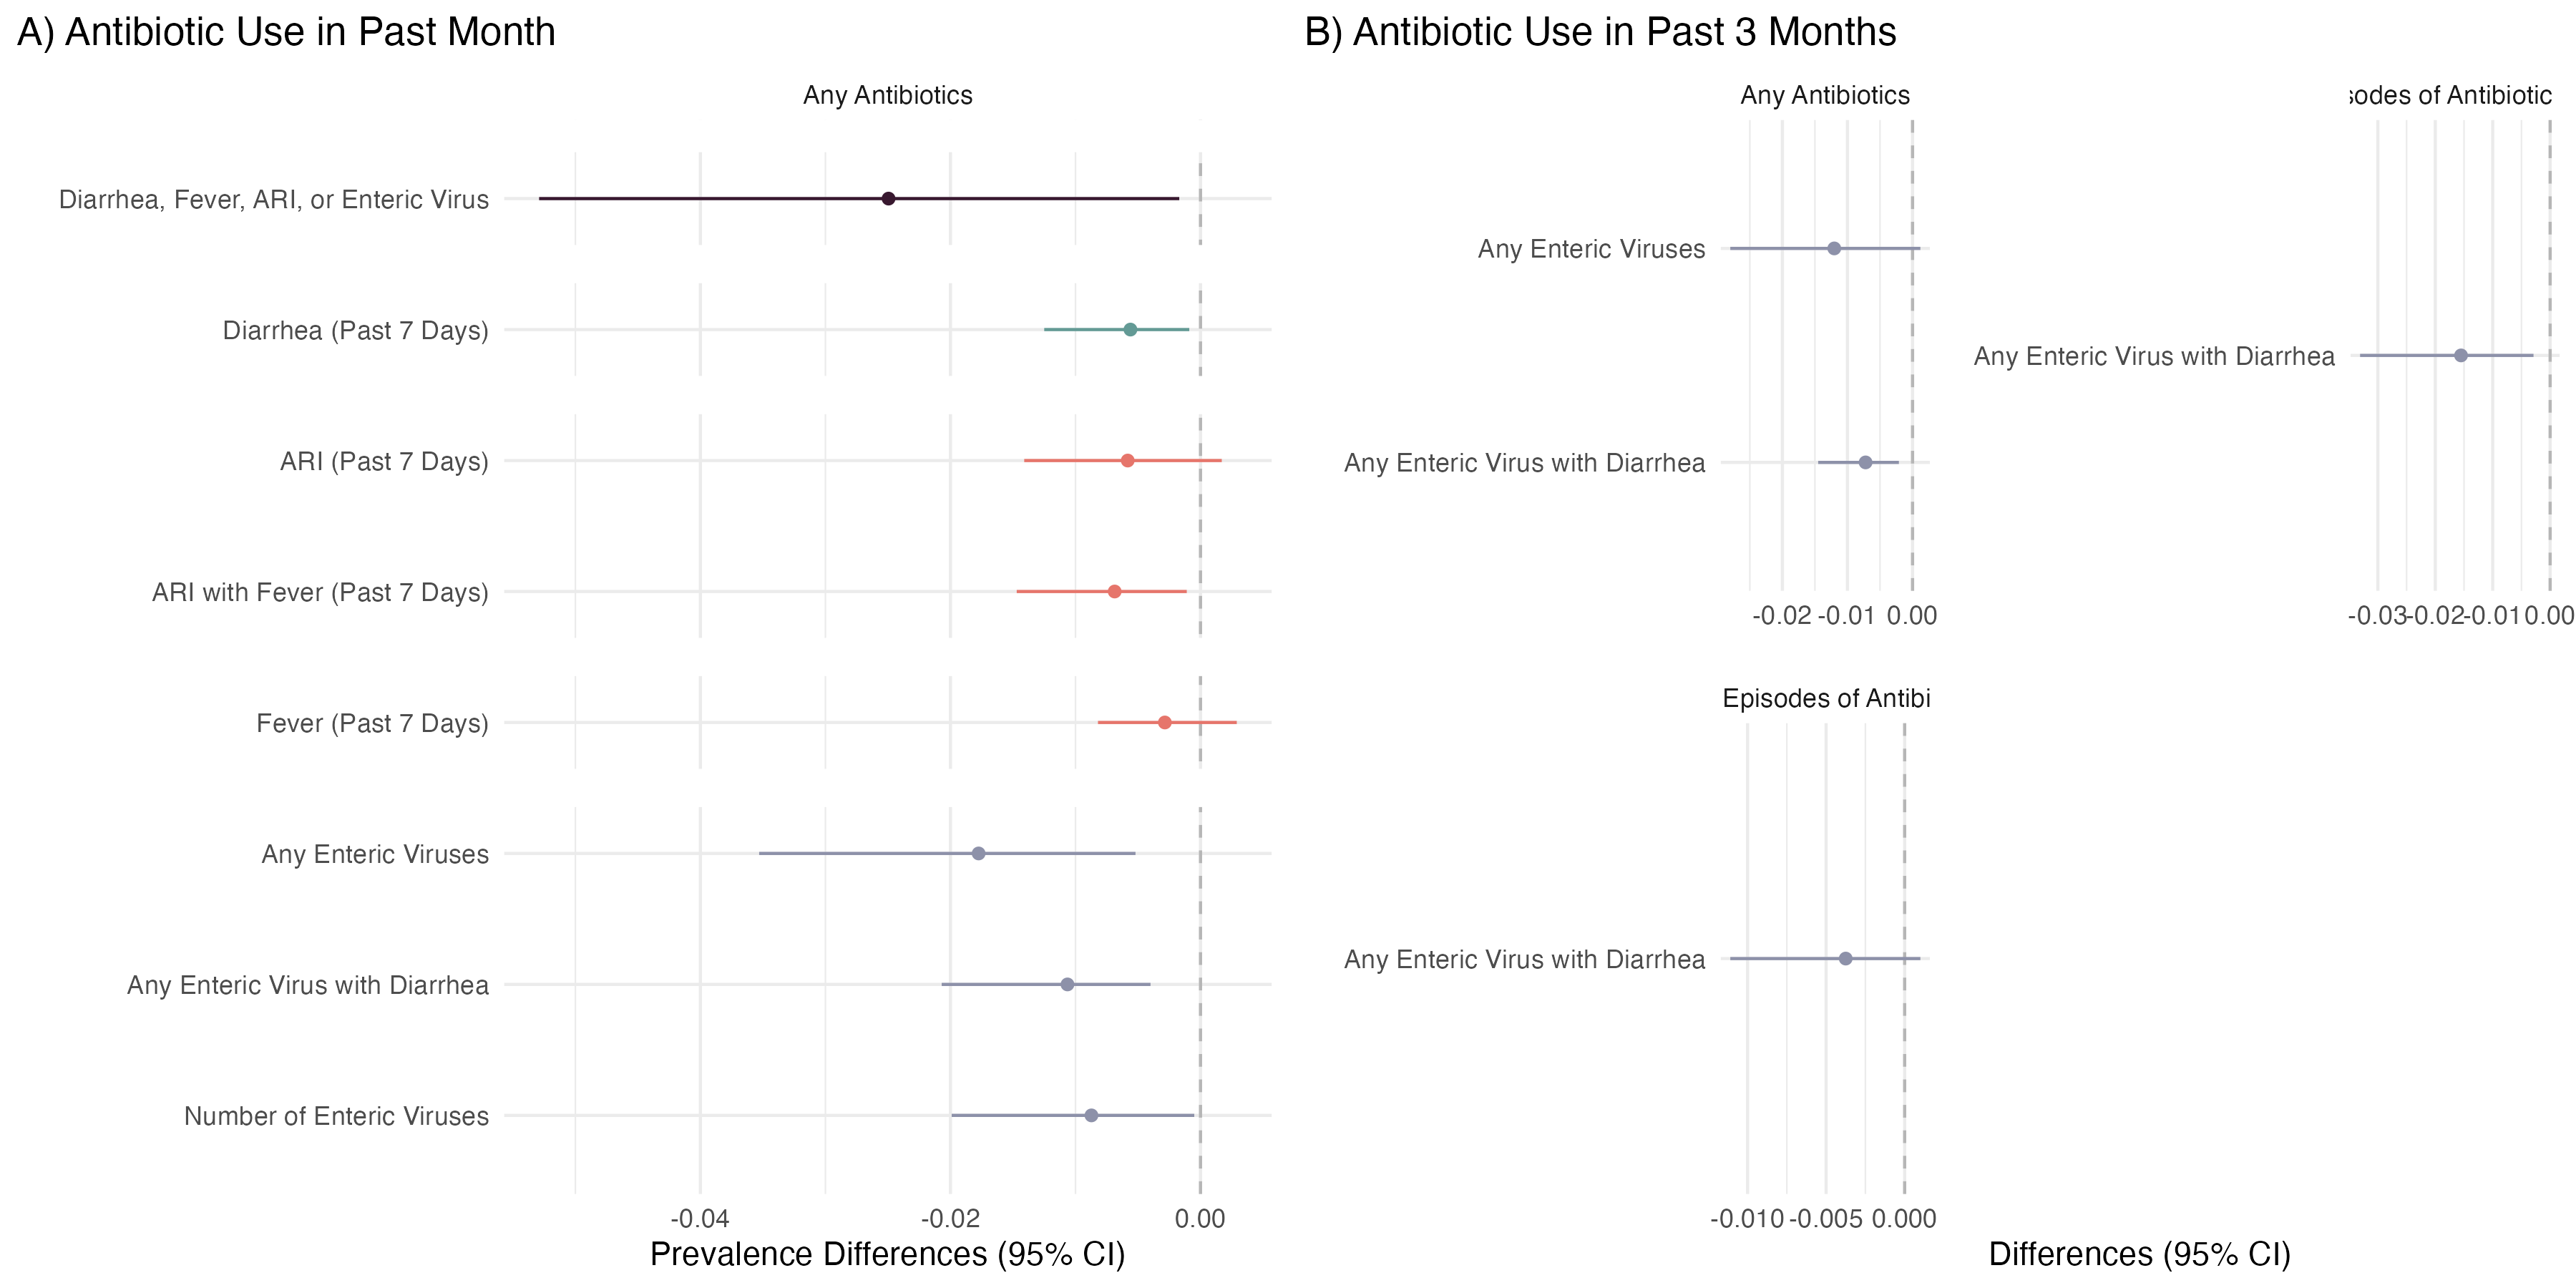 A) Antibiotic Use in Past Month
Any Antibiotics
Diarrhea, Fever, ARI, or Enteric Virus
Diarrhea (Past 7 Days)
ARI (Past 7 Days)
ARI with Fever (Past 7 Days)
Fever (Past 7 Days)
Any Enteric Viruses
Any Enteric Virus with Diarrhea
Number of Enteric Viruses
-0.04 -0.02 0.00
Prevalence Differences (95% CI)
B) Antibiotic Use in Past 3 Months
Any Antibiotics
Any Enteric Viruses
Any Enteric Virus with Diarrhea
-0.02 -0.01 0.00
sodes of Antibiotic
Any Enteric Virus with Diarrhea
-0.03 -0.02 -0.01 0.00
Episodes of Antibi
Any Enteric Virus with Diarrhea
-0.010 -0.005 0.000
Differences (95% CI)